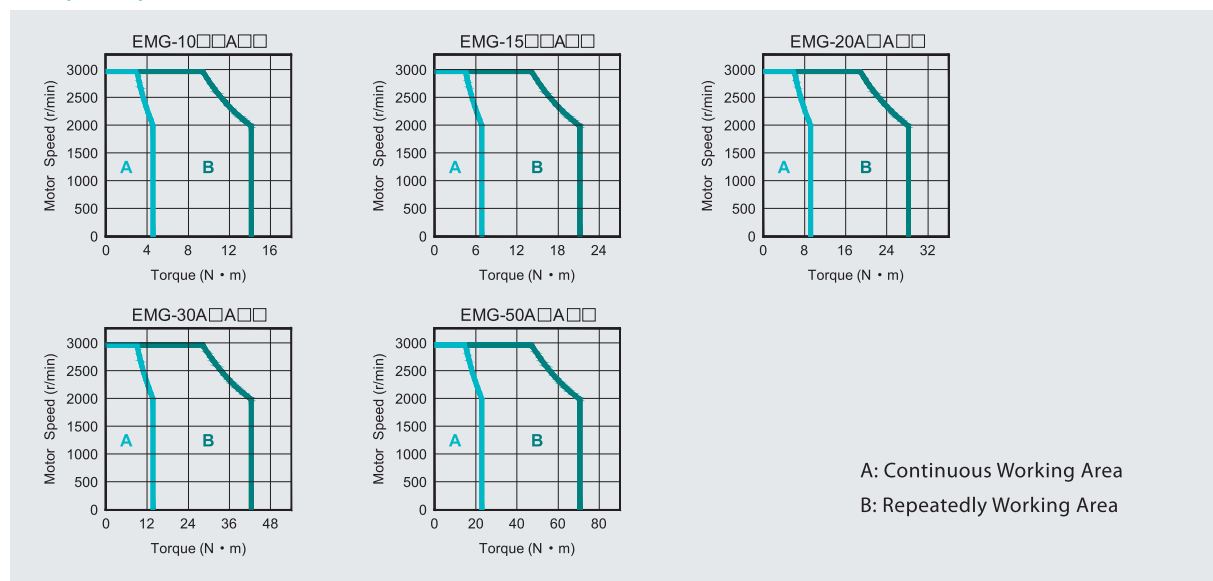 EMG-10□□A□□
EMG-15□□A□□
EMG-20A□A□□
Motor Speed (r/min)
3000
2500
2000
1500
1000
500
0
A
B
0 4 8 12 16
Torque (N・m)
Motor Speed (r/min)
3000
2500
2000
1500
1000
500
0
A
B
0 6 12 18 24
Torque (N・m)
Motor Speed (r/min)
3000
2500
2000
1500
1000
500
0
A
B
0 8 16 24 32
Torque (N・m)
EMG-30A□A□□
EMG-50A□A□□
Motor Speed (r/min)
3000
2500
2000
1500
1000
500
0
A
B
0 12 24 36 48
Torque (N・m)
Motor Speed (r/min)
3000
2500
2000
1500
1000
500
0
A
B
0 20 40 60 80
Torque (N・m)
A: Continuous Working Area
B: Repeatedly Working Area